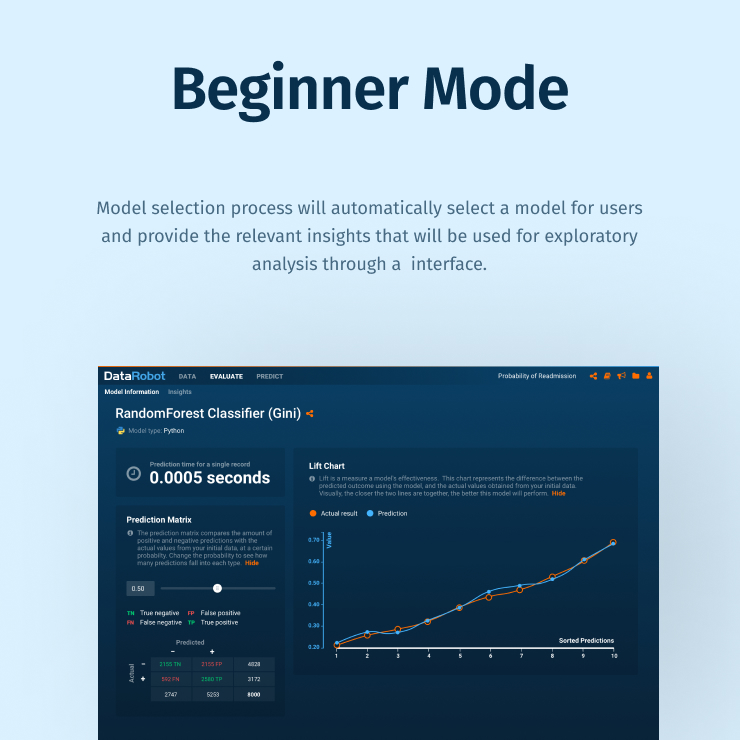 Beginner Mode
Model selection process will automatically select a model for users
and provide the relevant insights that will be used for exploratory
analysis through a interface.
DataRobot DATA EVALUATE PREDICT Probability of Readmission
Model Information Insights
RandomForest Classifier (Gini)
Model type: Python
Prediction time for a single record
0.0005 seconds
Prediction Matrix
The prediction matrix compares the amount of
positive and negative predictions with the
actual values from your initial data, at a certain
probabilty. Change the probability to see how
many predictions fall into each type. Hide
0.50
TN True negative FP False positive
FN False negative TP True positive
Predicted
– +
Actual
– 2155 TN 2155 FP 4828
+ 592 FN 2580 TP 3172
2747 5253 8000
Lift Chart
Lift is a measure a model's effectiveness. This chart represents the difference between the
predicted outcome using the model, and the actual values obtained from your initial data.
Visually, the closer the two lines are together, the better this model will perform. Hide
Actual result Prediction
Value
0.70
0.60
0.50
0.40
0.30
0.20
Sorted Predictions
1 2 3 4 5 6 7 8 9 10